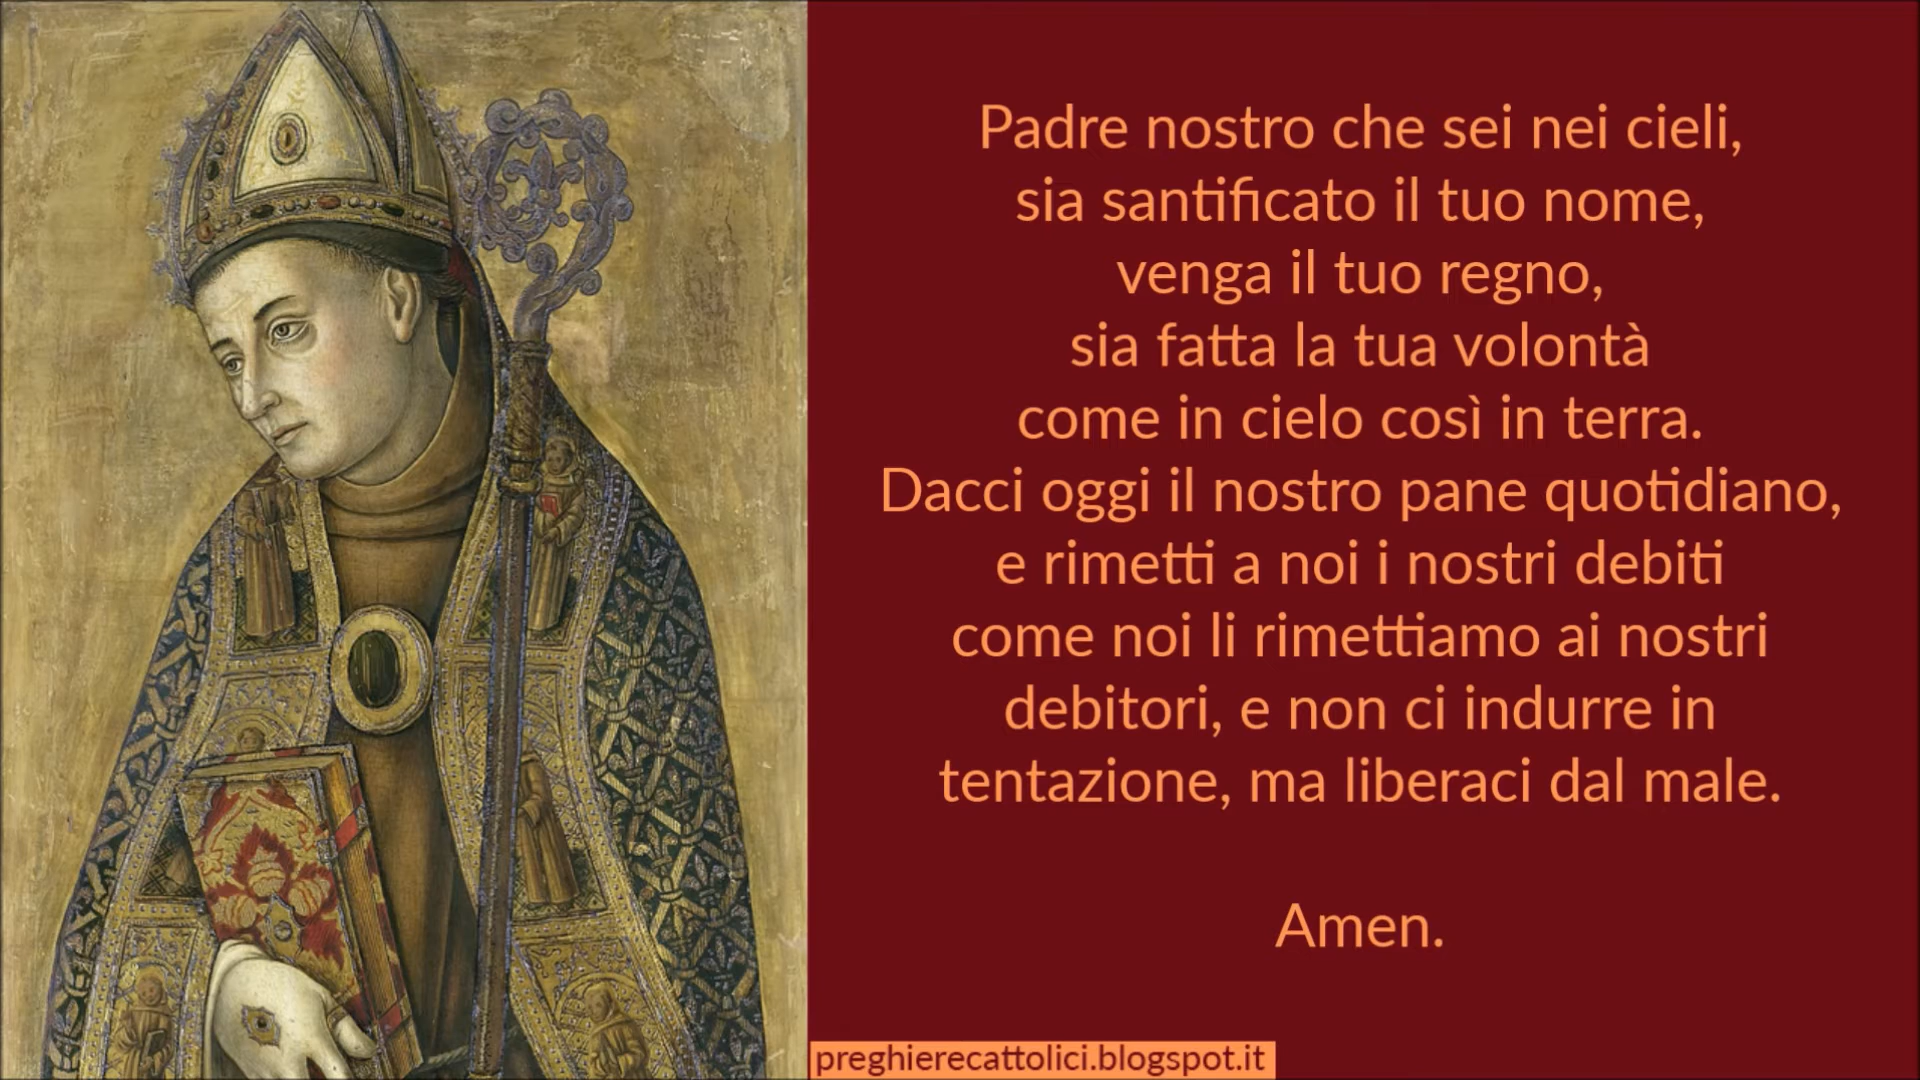 Padre nostro che sei nei cieli,
sia santificato il tuo nome,
venga il tuo regno,
sia fatta la tua volontà
come in cielo così in terra.
Dacci oggi il nostro pane quotidiano,
e rimetti a noi i nostri debiti
come noi li rimettiamo ai nostri
debitori, e non ci indurre in
tentazione, ma liberaci dal male.
Amen.
preghierecattolici.blogspot.it